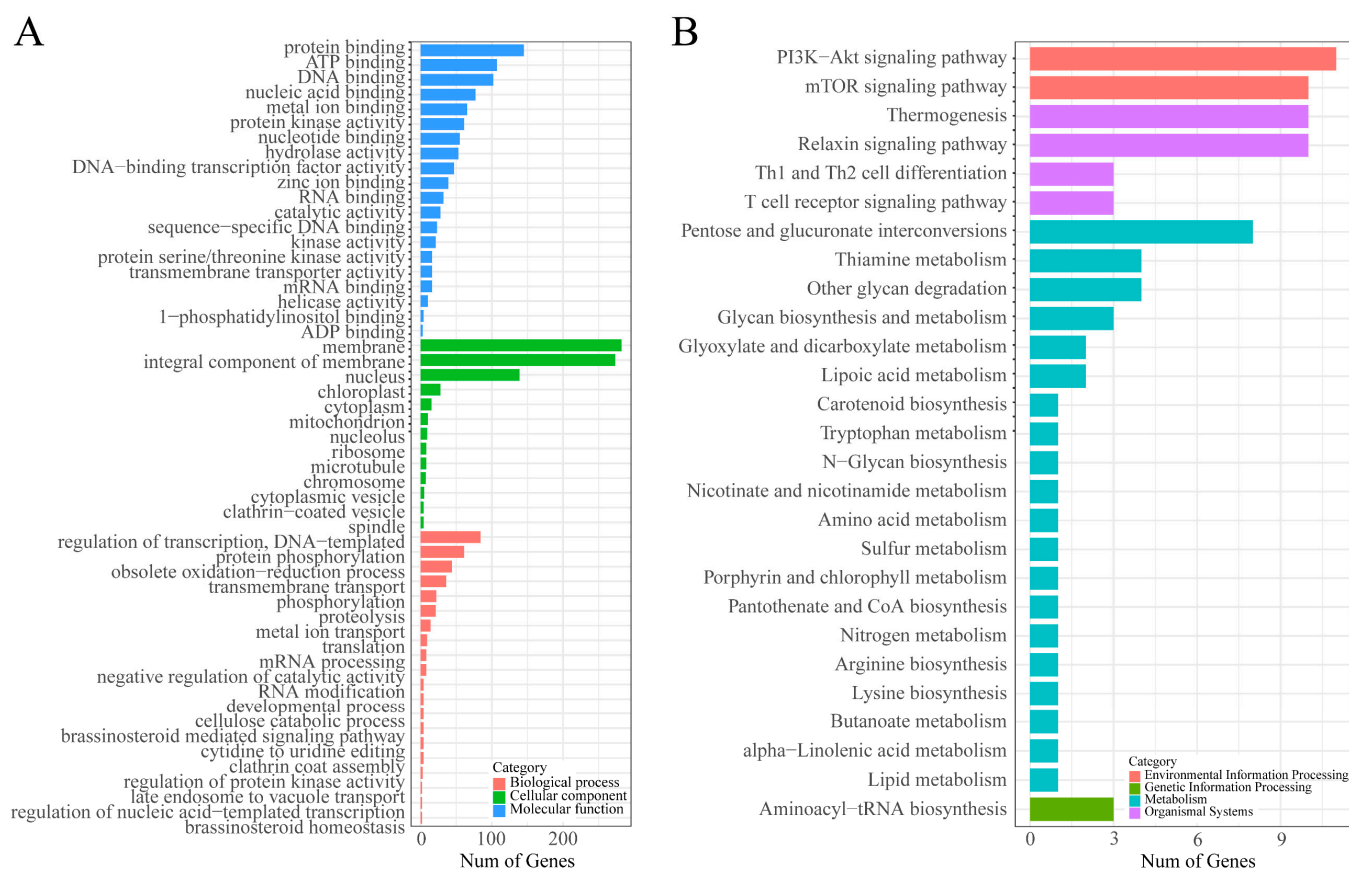 A
protein binding
ATP binding
DNA binding
nucleic acid binding
metal ion binding
protein kinase activity
nucleotide binding
hydrolase activity
DNA−binding transcription factor activity
zinc ion binding
RNA binding
catalytic activity
sequence−specific DNA binding
kinase activity
protein serine/threonine kinase activity
transmembrane transporter activity
mRNA binding
helicase activity
1−phosphatidylinositol binding
ADP binding
membrane
integral component of membrane
nucleus
chloroplast
cytoplasm
mitochondrion
nucleolus
ribosome
microtubule
chromosome
cytoplasmic vesicle
clathrin−coated vesicle
spindle
regulation of transcription, DNA−templated
protein phosphorylation
obsolete oxidation−reduction process
transmembrane transport
phosphorylation
proteolysis
metal ion transport
translation
mRNA processing
negative regulation of catalytic activity
RNA modification
developmental process
cellulose catabolic process
brassinosteroid mediated signaling pathway
cytidine to uridine editing
clathrin coat assembly
regulation of protein kinase activity
late endosome to vacuole transport
regulation of nucleic acid−templated transcription
brassinosteroid homeostasis
Category
Biological process
Cellular component
Molecular function
0 100 200
Num of Genes
B
PI3K−Akt signaling pathway
mTOR signaling pathway
Thermogenesis
Relaxin signaling pathway
Th1 and Th2 cell differentiation
T cell receptor signaling pathway
Pentose and glucuronate interconversions
Thiamine metabolism
Other glycan degradation
Glycan biosynthesis and metabolism
Glyoxylate and dicarboxylate metabolism
Lipoic acid metabolism
Carotenoid biosynthesis
Tryptophan metabolism
N−Glycan biosynthesis
Nicotinate and nicotinamide metabolism
Amino acid metabolism
Sulfur metabolism
Porphyrin and chlorophyll metabolism
Pantothenate and CoA biosynthesis
Nitrogen metabolism
Arginine biosynthesis
Lysine biosynthesis
Butanoate metabolism
alpha−Linolenic acid metabolism
Lipid metabolism
Aminoacyl−tRNA biosynthesis
Category
Environmental Information Processing
Genetic Information Processing
Metabolism
Organismal Systems
0 3 6 9
Num of Genes